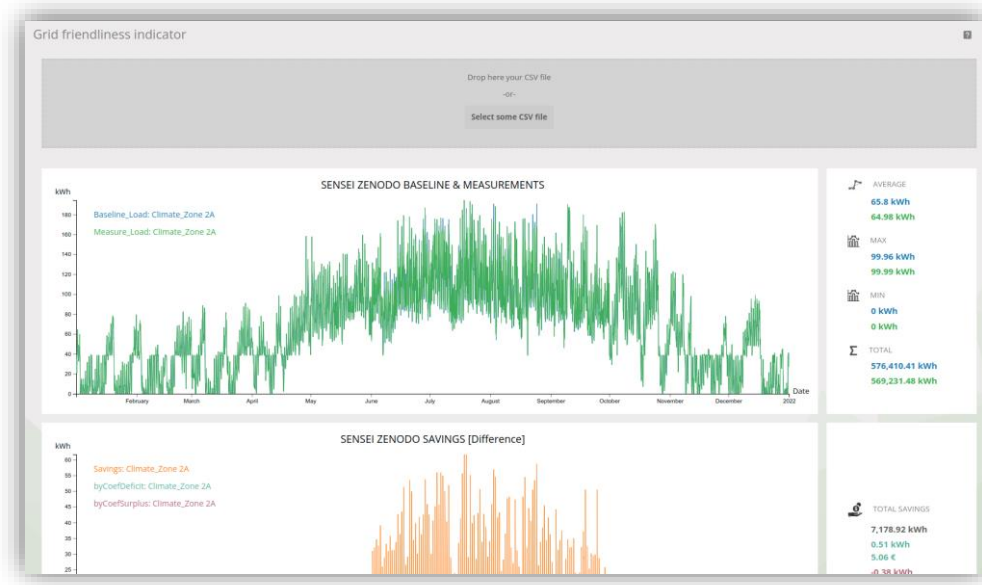 Grid friendliness indicator
Drop here your CSV file
-or-
Select some CSV file
SENSEI ZENODO BASELINE & MEASUREMENTS
kWh
Baseline_Load: Climate_Zone 2A
Measure_Load: Climate_Zone 2A
180
160
140
120
100
80
60
40
20
0
Date
February March April May June July August September October November December 2022
AVERAGE
65.8 kWh
64.98 kWh
MAX
99.96 kWh
99.99 kWh
MIN
0 kWh
0 kWh
Σ TOTAL
576,410.41 kWh
569,231.48 kWh
SENSEI ZENODO SAVINGS [Difference]
kWh
Savings: Climate_Zone 2A
byCoefDeficit: Climate_Zone 2A
byCoefSurplus: Climate_Zone 2A
60
55
50
45
40
35
30
25
TOTAL SAVINGS
7,178.92 kWh
0.51 kWh
5.06 €
-0.38 kWh